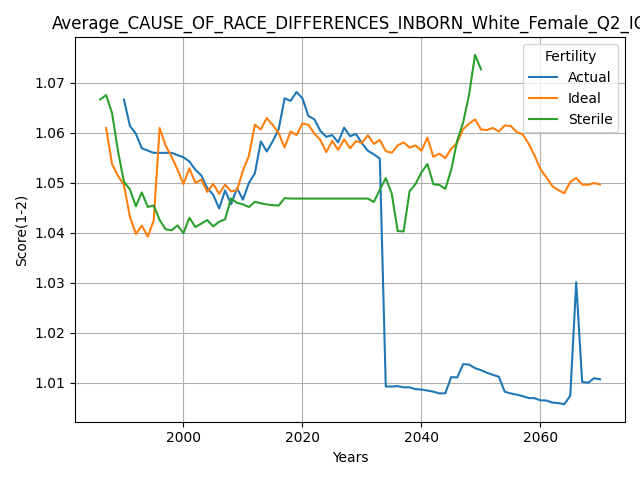 Average_CAUSE_OF_RACE_DIFFERENCES_INBORN_White_Female_Q2_IC
Fertility
Actual
Ideal
Sterile
1.07
1.06
1.05
1.04
1.03
1.02
1.01
Score(1-2)
2000
2020
2040
2060
Years